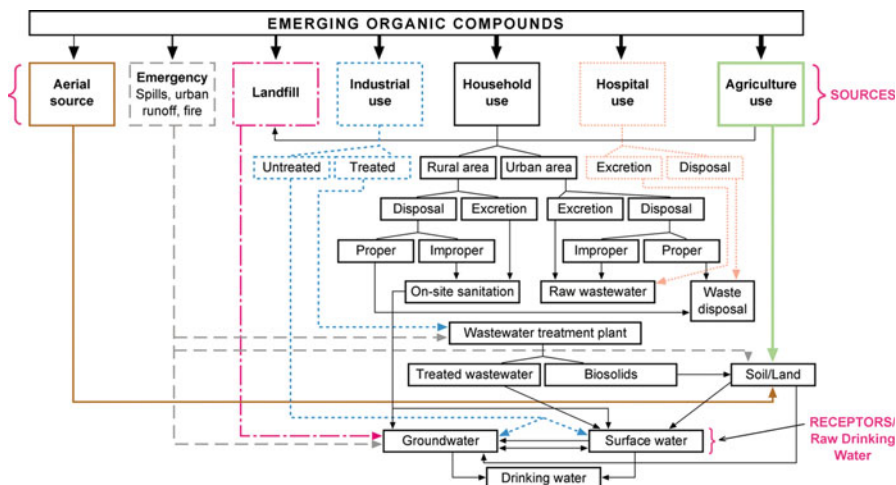 EMERGING ORGANIC COMPOUNDS
Aerial
source
Emergency
Spills, urban
runoff, fire
Landfill
Industrial
use
Household
use
Hospital
use
Agriculture
use
SOURCES
Untreated
Treated
Rural area
Urban area
Excretion
Disposal
Disposal
Excretion
Excretion
Disposal
Proper
Improper
Improper
Proper
On-site sanitation
Raw wastewater
Waste
disposal
Wastewater treatment plant
Treated wastewater
Biosolids
Soil/Land
Groundwater
Surface water
RECEPTORS/
Raw Drinking
Water
Drinking water